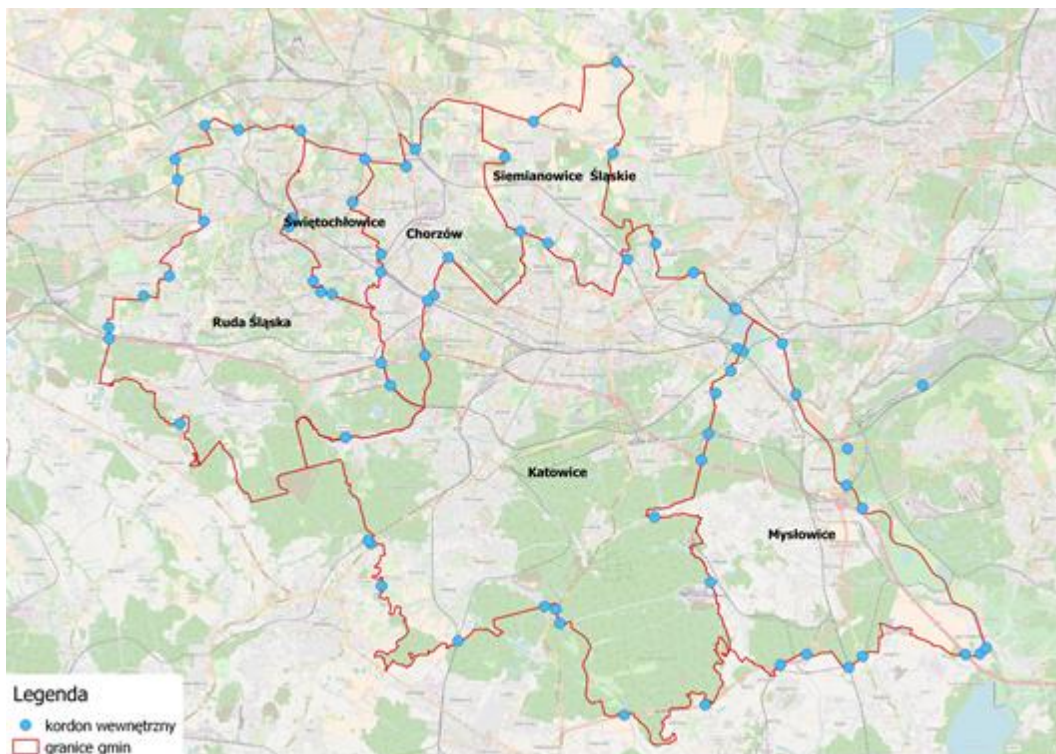 Siemianowice Śląskie
Świętochłowice
Chorzów
Ruda Śląska
Katowice
Mysłowice
Legenda
kordon wewnętrzny
granice gmin